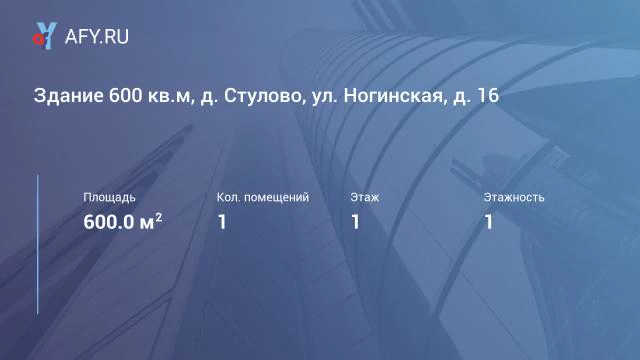 AFY.RU
Здание 600 кв.м, д. Стулово, ул. Ногинская, д. 16
Площадь Кол. помещений Этаж Этажность
600.0 м² 1 1 1